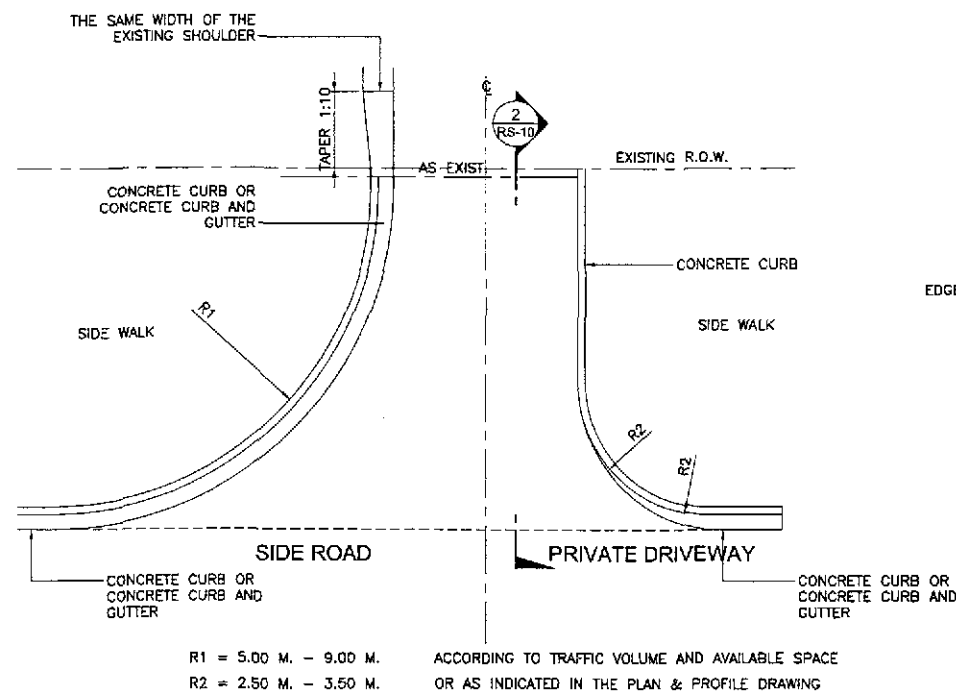 THE SAME WIDTH OF THE
EXISTING SHOULDER
TAPER 1:10
℄
2
RS-10
AS EXIST
EXISTING R.O.W.
CONCRETE CURB OR
CONCRETE CURB AND
GUTTER
CONCRETE CURB
EDGE
R1
SIDE WALK
SIDE WALK
R2
R2
SIDE ROAD
PRIVATE DRIVEWAY
CONCRETE CURB OR
CONCRETE CURB AND
GUTTER
CONCRETE CURB OR
CONCRETE CURB AND
GUTTER
R1 = 5.00 M. - 9.00 M. ACCORDING TO TRAFFIC VOLUME AND AVAILABLE SPACE
R2 = 2.50 M. - 3.50 M. OR AS INDICATED IN THE PLAN & PROFILE DRAWING